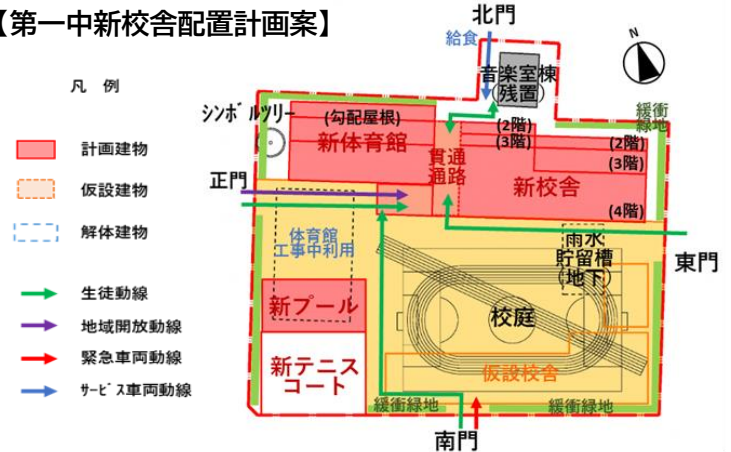 【第一中新校舎配置計画案】
凡 例
計画建物
仮設建物
解体建物
生徒動線
地域開放動線
緊急車両動線
ｻｰﾋﾞｽ車両動線
北門
給食
N
音楽室棟
(残置)
緩衝
緑地
ｼﾝﾎﾞﾙﾂﾘｰ
(勾配屋根)
新体育館
貫通
通路
(2階)
(3階)
新校舎
(2階)
(3階)
(4階)
正門
体育館
工事中利用
雨水
貯留槽
(地下)
東門
新プール
校庭
新テニス
コート
仮設校舎
緩衝緑地
緩衝緑地
南門